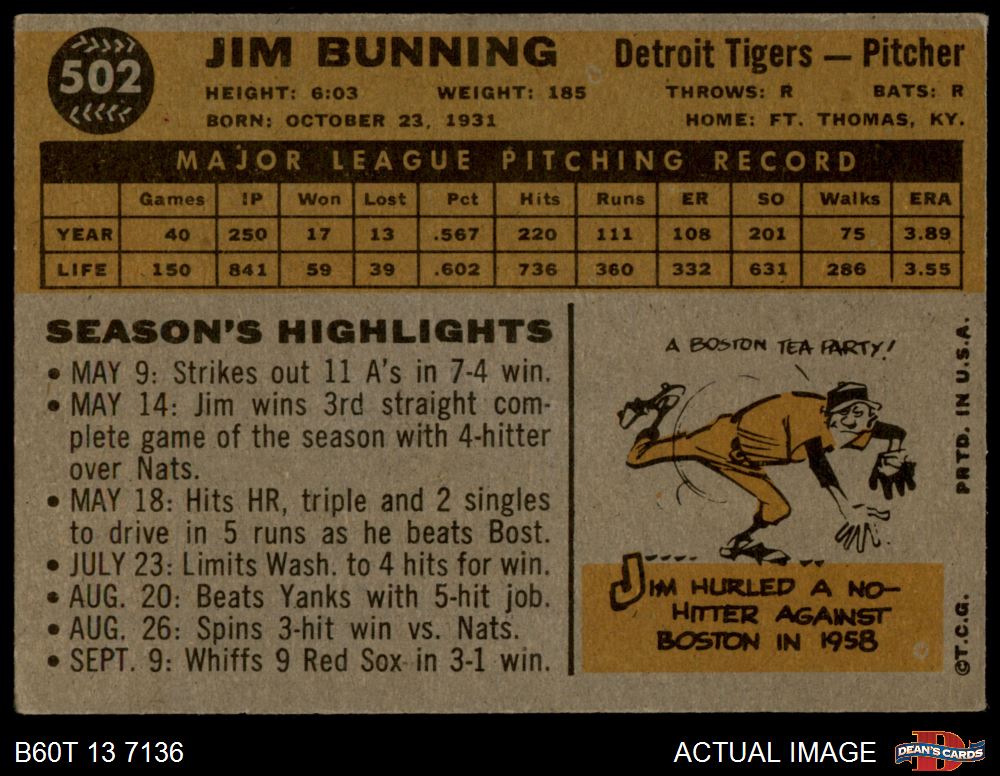 502
JIM BUNNING
Detroit Tigers — Pitcher
HEIGHT: 6:03 WEIGHT: 185 THROWS: R BATS: R
BORN: OCTOBER 23, 1931 HOME: FT. THOMAS, KY.
MAJOR LEAGUE PITCHING RECORD
Games IP Won Lost Pct Hits Runs ER SO Walks ERA
YEAR 40 250 17 13 .567 220 111 108 201 75 3.89
LIFE 150 841 59 39 .602 736 360 332 631 286 3.55
SEASON'S HIGHLIGHTS
• MAY 9: Strikes out 11 A's in 7-4 win.
• MAY 14: Jim wins 3rd straight com-
plete game of the season with 4-hitter
over Nats.
• MAY 18: Hits HR, triple and 2 singles
to drive in 5 runs as he beats Bost.
• JULY 23: Limits Wash. to 4 hits for win.
• AUG. 20: Beats Yanks with 5-hit job.
• AUG. 26: Spins 3-hit win vs. Nats.
• SEPT. 9: Whiffs 9 Red Sox in 3-1 win.
A BOSTON TEA PARTY!
JIM HURLED A NO-
HITTER AGAINST
BOSTON IN 1958
PRTD. IN U.S.A.
©T.C.G.
B60T 13 7136
ACTUAL IMAGE
DEAN'S CARDS